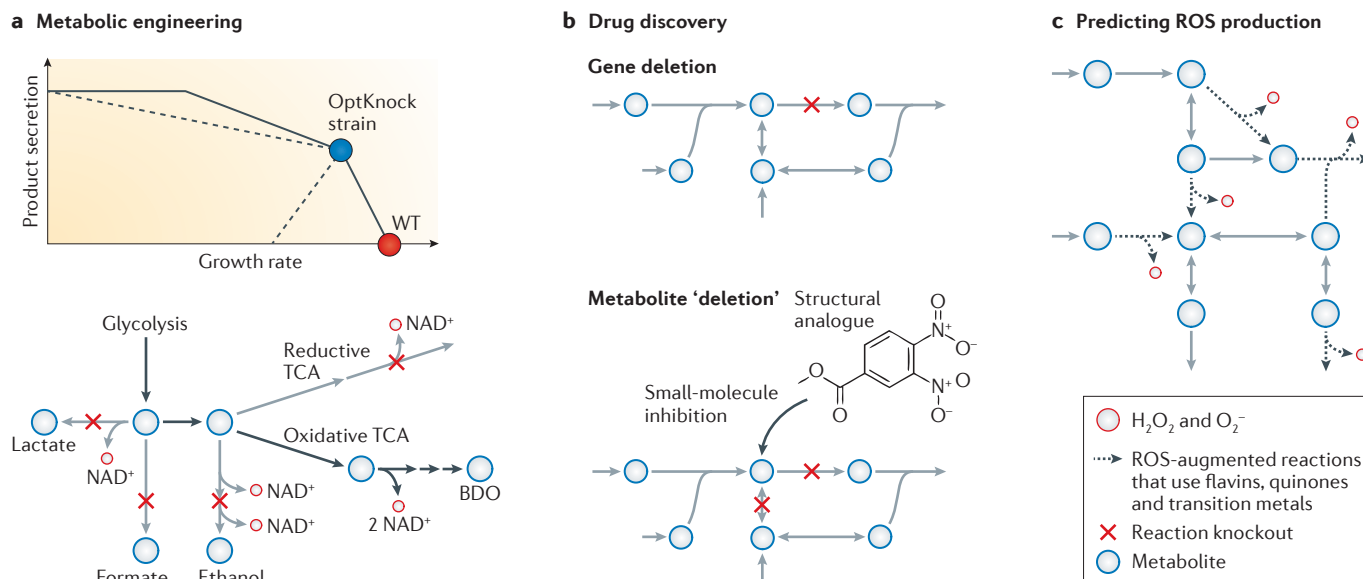 a Metabolic engineering
Product secretion
OptKnock
strain
WT
Growth rate
Glycolysis
Reductive
TCA
NAD⁺
Lactate
NAD⁺
Oxidative TCA
NAD⁺
NAD⁺
2 NAD⁺
BDO
Formate
Ethanol
b Drug discovery
Gene deletion
Metabolite ‘deletion’
Structural
analogue
Small-molecule
inhibition
O
N⁺
O⁻
N⁺
O
O⁻
O
O
c Predicting ROS production
H₂O₂ and O₂⁻
ROS-augmented reactions
that use flavins, quinones
and transition metals
Reaction knockout
Metabolite